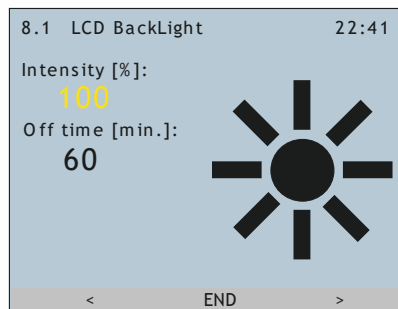 8.1 LCD BackLight 22:41
Intensity [%]:
100
Off time [min.]:
60
< END >